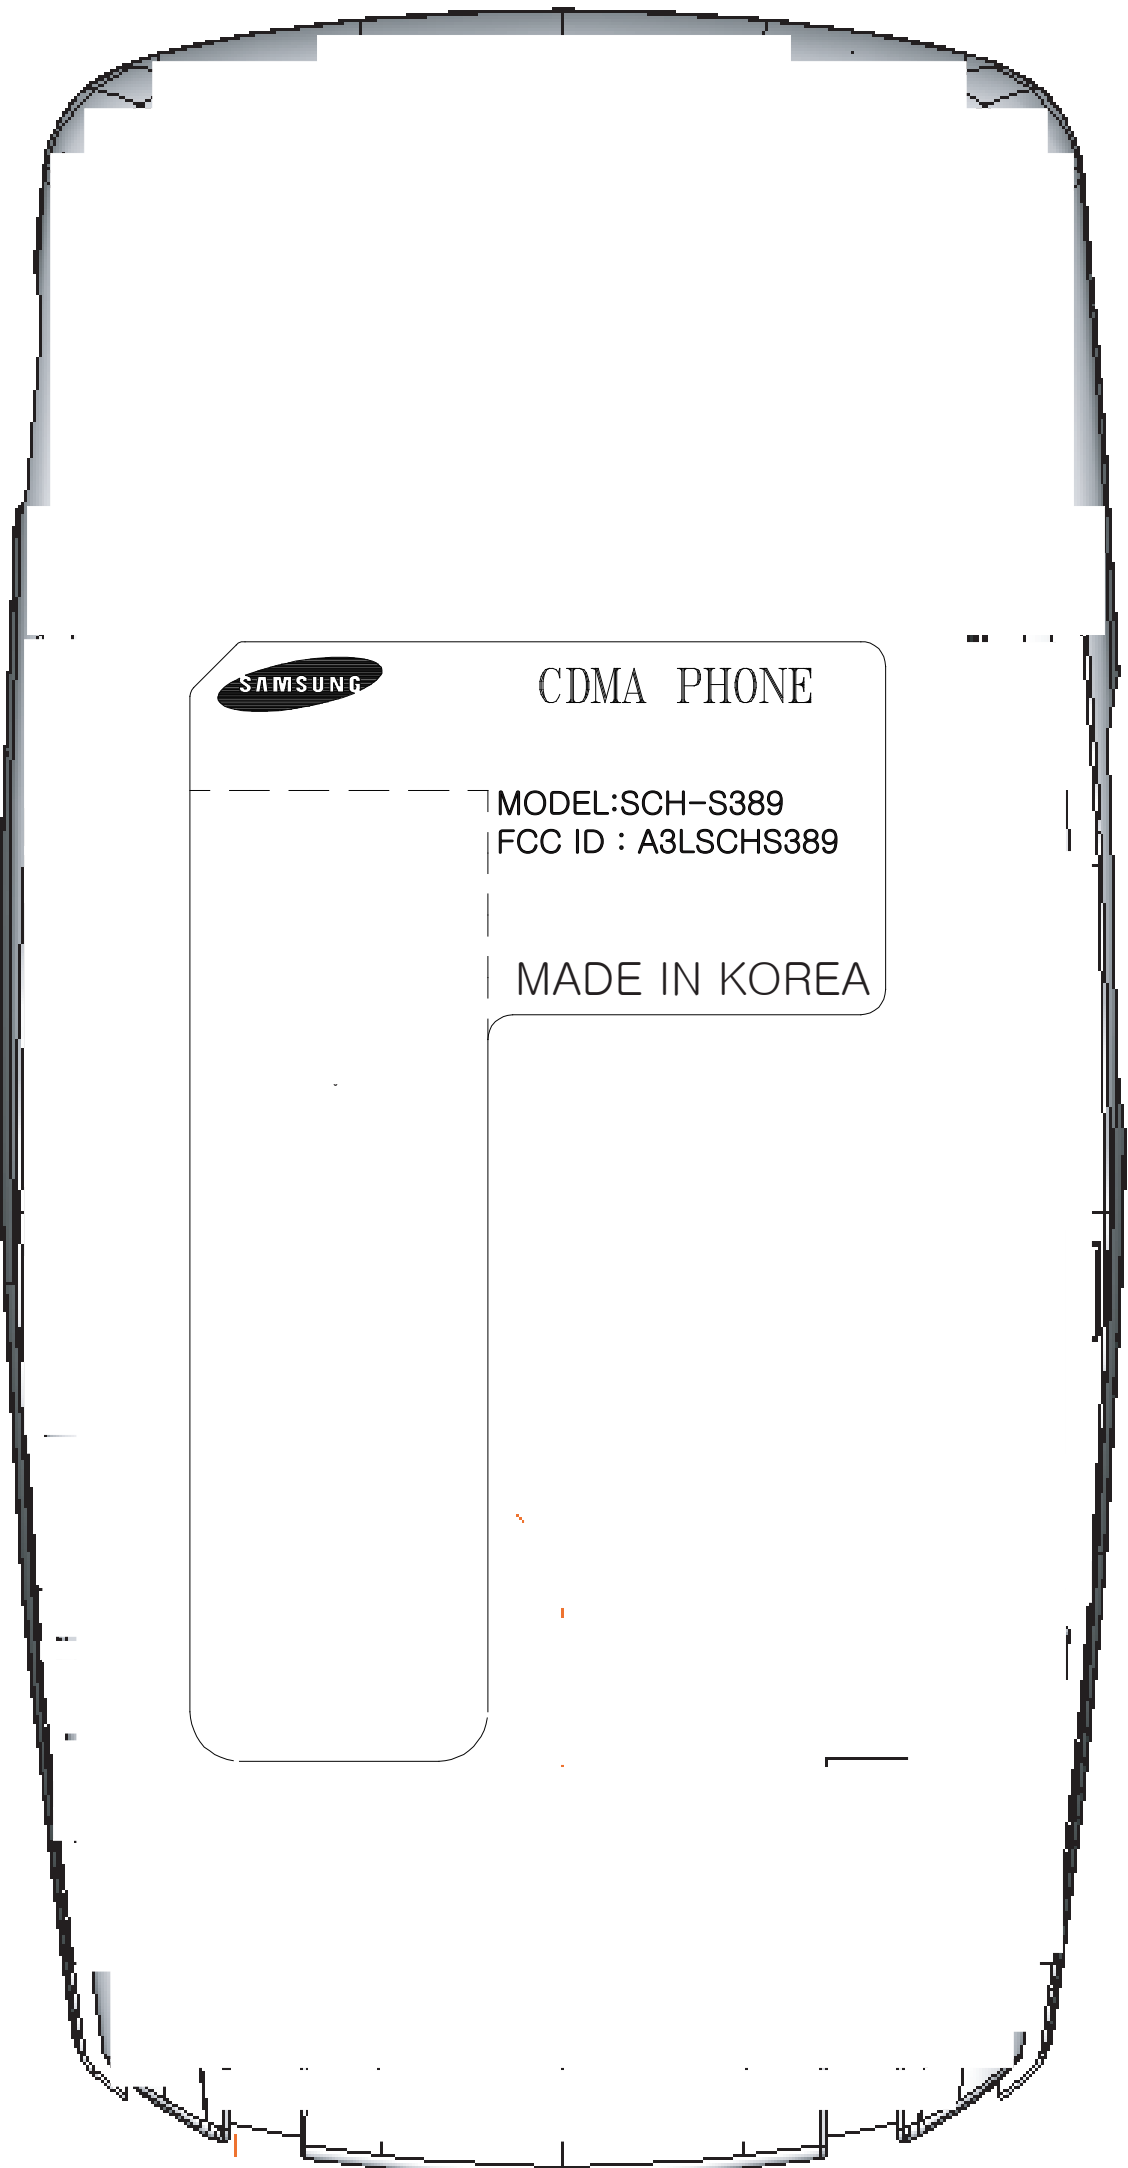 SAMSUNG
CDMA PHONE
MODEL:SCH-S389
FCC ID : A3LSCHS389
MADE IN KOREA